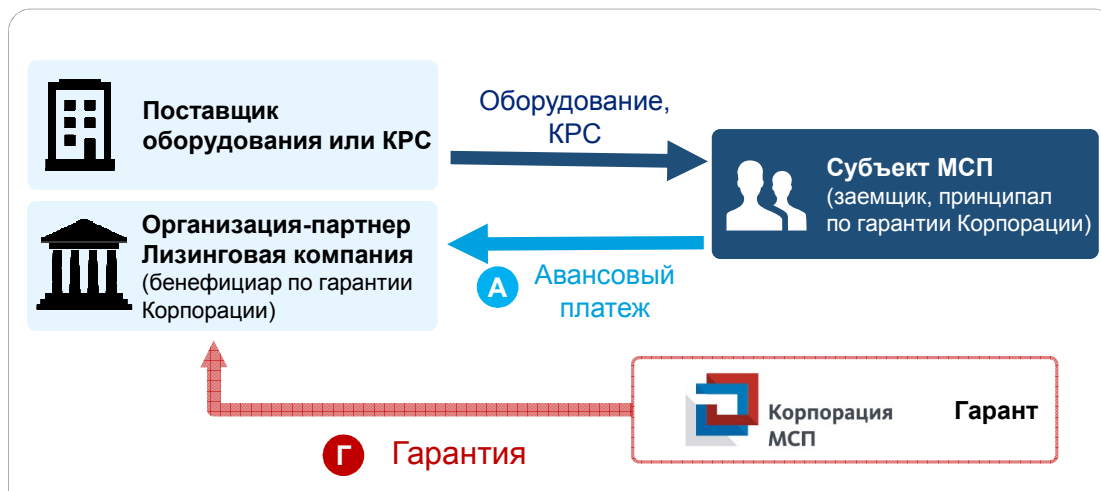 Поставщик
оборудования или КРС
Оборудование,
КРС
Субъект МСП
(заемщик, принципал
по гарантии Корпорации)
Организация-партнер
Лизинговая компания
(бенефициар по гарантии
Корпорации)
А
Авансовый
платеж
Корпорация
МСП
Гарант
Г
Гарантия